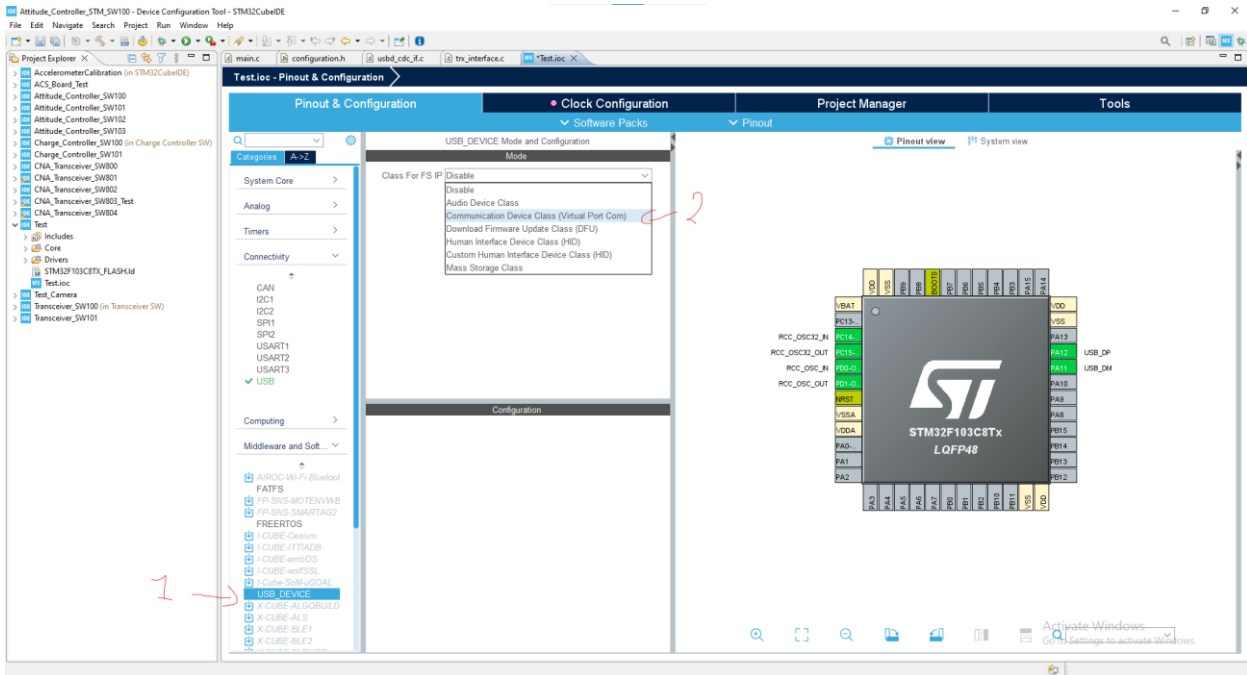 Attitude_Controller_STM_SW100 - Device Configuration Tool - STM32CubeIDE
File Edit Navigate Search Project Run Window Help
Project Explorer
main.c configuration.h usbd_cdc_if.c trx_interface.c *Test.ioc
AccelerometerCalibration (in STM32CubeIDE)
ACS_Board_Test
Attitude_Controller_SW100
Attitude_Controller_SW101
Attitude_Controller_SW102
Attitude_Controller_SW103
Charge_Controller_SW100 (in Charge Controller SW)
Charge_Controller_SW101
CNA_Transceiver_SW800
CNA_Transceiver_SW801
CNA_Transceiver_SW802
CNA_Transceiver_SW803_Test
CNA_Transceiver_SW804
Test
Includes
Core
Drivers
STM32F103C8TX_FLASH.ld
Test.ioc
Test_Camera
Transceiver_SW100 (in Transceiver SW)
Transceiver_SW101
Test.ioc - Pinout & Configuration
Pinout & Configuration
Clock Configuration
Project Manager
Tools
Software Packs
Pinout
Categories A->Z
System Core
Analog
Timers
Connectivity
CAN
I2C1
I2C2
SPI1
SPI2
USART1
USART2
USART3
USB
Computing
Middleware and Soft...
AIROC-Wi-Fi-Bluetoot
FATFS
FP-SNS-MOTENVWB
FP-SNS-SMARTAG2
FREERTOS
I-CUBE-Cesium
I-CUBE-ITTIADB
I-CUBE-embOS
I-CUBE-wolfSSL
I-Cube-SoM-uGOAL
1
USB_DEVICE
X-CUBE-ALGOBUILD
X-CUBE-ALS
X-CUBE-BLE1
X-CUBE-BLE2
USB_DEVICE Mode and Configuration
Mode
Class For FS IP Disable
Disable
Audio Device Class
Communication Device Class (Virtual Port Com)
2
Download Firmware Update Class (DFU)
Human Interface Device Class (HID)
Custom Human Interface Device Class (HID)
Mass Storage Class
Configuration
Pinout view System view
VDD VSS PB9 PB8 BOOT0 PB7 PB6 PB5 PB4 PB3 PA15 PA14
VBAT
PC13-..
RCC_OSC32_IN PC14-..
RCC_OSC32_OUT PC15-..
RCC_OSC_IN PD0-O..
RCC_OSC_OUT PD1-O..
NRST
VSSA
VDDA
PA0-..
PA1
PA2
STM32F103C8Tx
LQFP48
VDD
VSS
PA13
PA12 USB_DP
PA11 USB_DM
PA10
PA9
PA8
PB15
PB14
PB13
PB12
PA3 PA4 PA5 PA6 PA7 PB0 PB1 PB2 PB10 PB11 VSS VDD
Activate Windows
Go to Settings to activate Windows.